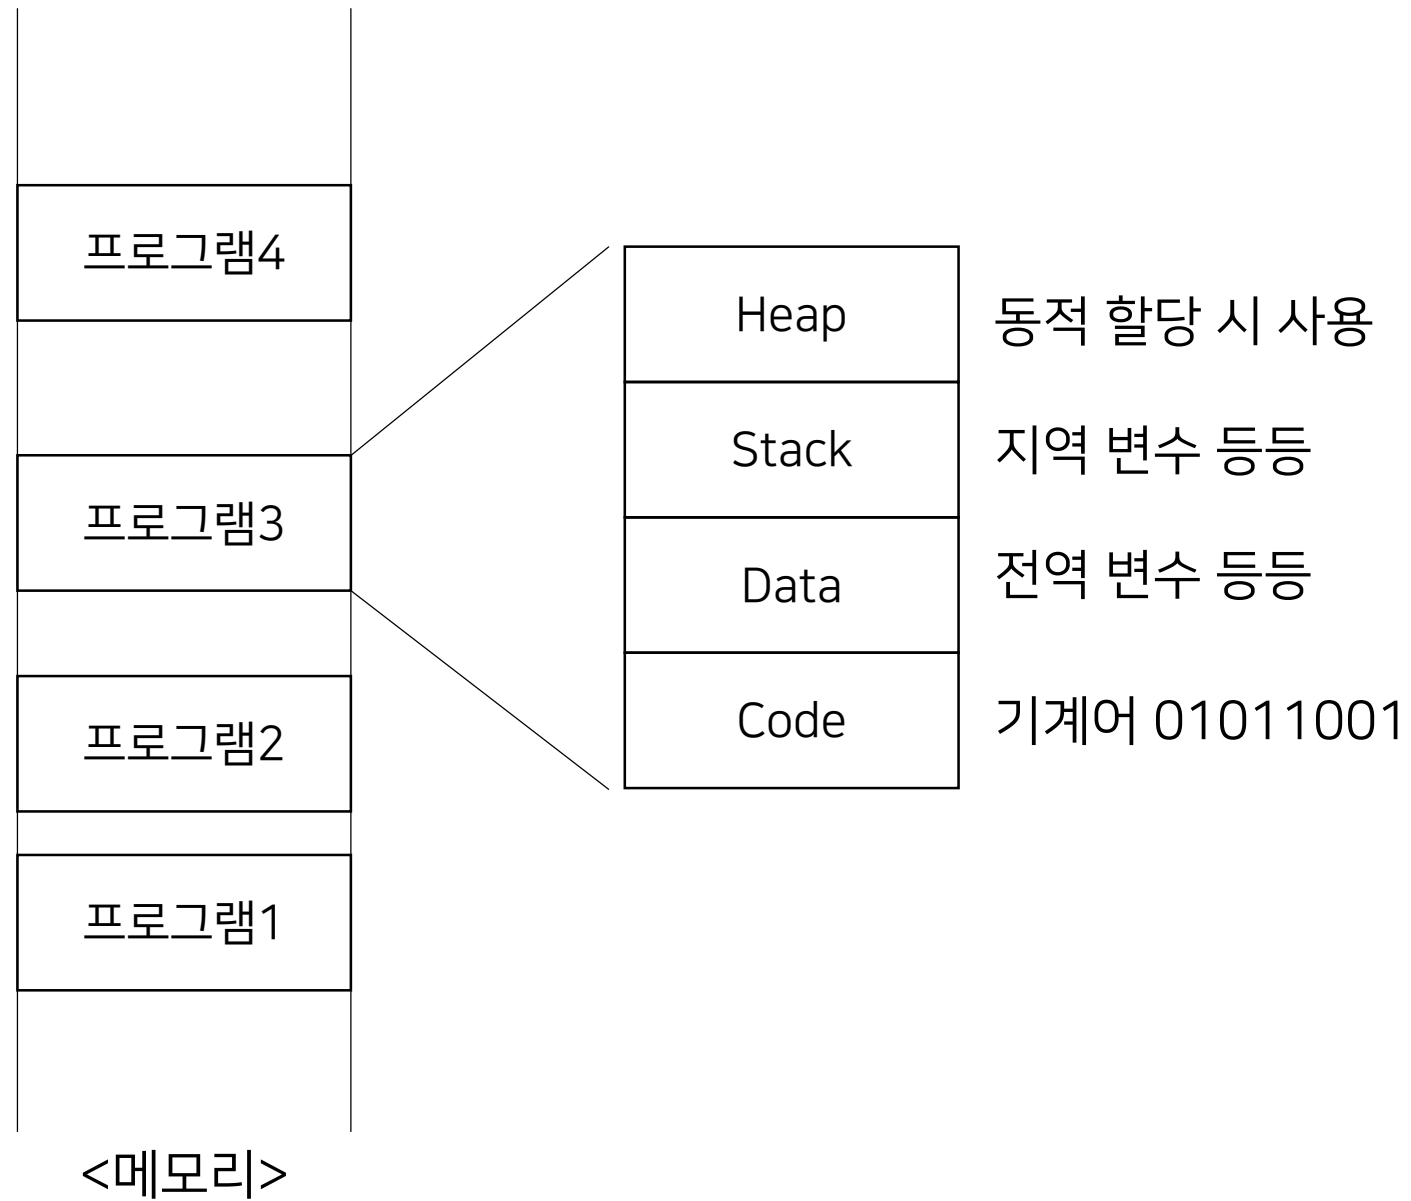 프로그램4
프로그램3
프로그램2
프로그램1
<메모리>
Heap 동적 할당 시 사용
Stack 지역 변수 등등
Data 전역 변수 등등
Code 기계어 01011001